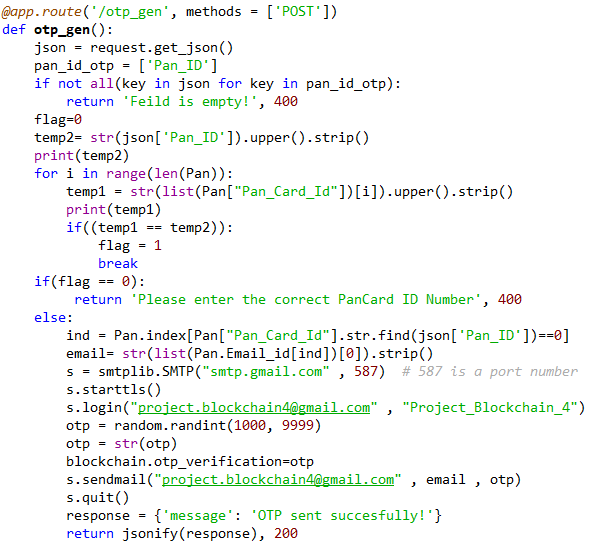 @app.route('/otp_gen', methods = ['POST'])
def otp_gen():
    json = request.get_json()
    pan_id_otp = ['Pan_ID']
    if not all(key in json for key in pan_id_otp):
        return 'Feild is empty!', 400
    flag=0
    temp2= str(json['Pan_ID']).upper().strip()
    print(temp2)
    for i in range(len(Pan)):
        temp1 = str(list(Pan["Pan_Card_Id"])[i]).upper().strip()
        print(temp1)
        if((temp1 == temp2)):
            flag = 1
            break
    if(flag == 0):
         return 'Please enter the correct PanCard ID Number', 400
    else:
        ind = Pan.index[Pan["Pan_Card_Id"].str.find(json['Pan_ID'])==0]
        email= str(list(Pan.Email_id[ind])[0]).strip()
        s = smtplib.SMTP("smtp.gmail.com" , 587)  # 587 is a port number
        s.starttls()
        s.login("project.blockchain4@gmail.com" , "Project_Blockchain_4")
        otp = random.randint(1000, 9999)
        otp = str(otp)
        blockchain.otp_verification=otp
        s.sendmail("project.blockchain4@gmail.com" , email , otp)
        s.quit()
        response = {'message': 'OTP sent succesfully!'}
        return jsonify(response), 200